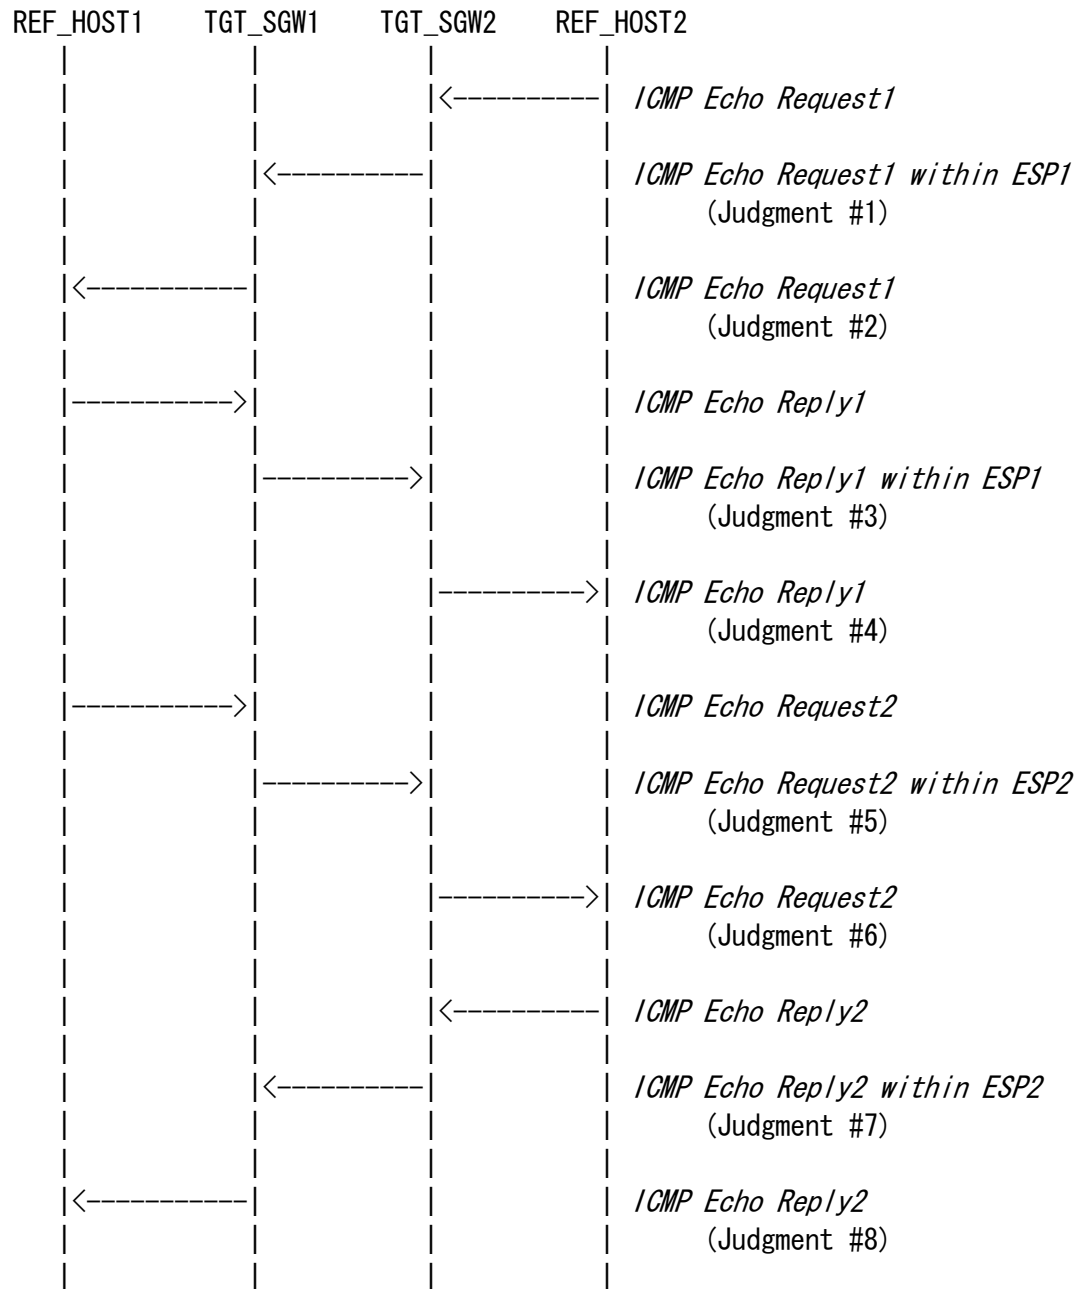 REF_HOST1 TGT_SGW1 TGT_SGW2 REF_HOST2
| | | |
| | |<----------| ICMP Echo Request1
| | | |
| |<----------| | ICMP Echo Request1 within ESP1
| | | | (Judgment #1)
| | | |
|<-----------| | | ICMP Echo Request1
| | | | (Judgment #2)
| | | |
|----------->| | | ICMP Echo Reply1
| | | |
| |---------->| | ICMP Echo Reply1 within ESP1
| | | | (Judgment #3)
| | | |
| | |---------->| ICMP Echo Reply1
| | | | (Judgment #4)
| | | |
|----------->| | | ICMP Echo Request2
| | | |
| |---------->| | ICMP Echo Request2 within ESP2
| | | | (Judgment #5)
| | | |
| | |---------->| ICMP Echo Request2
| | | | (Judgment #6)
| | | |
| | |<----------| ICMP Echo Reply2
| | | |
| |<----------| | ICMP Echo Reply2 within ESP2
| | | | (Judgment #7)
| | | |
|<-----------| | | ICMP Echo Reply2
| | | | (Judgment #8)
| | | |